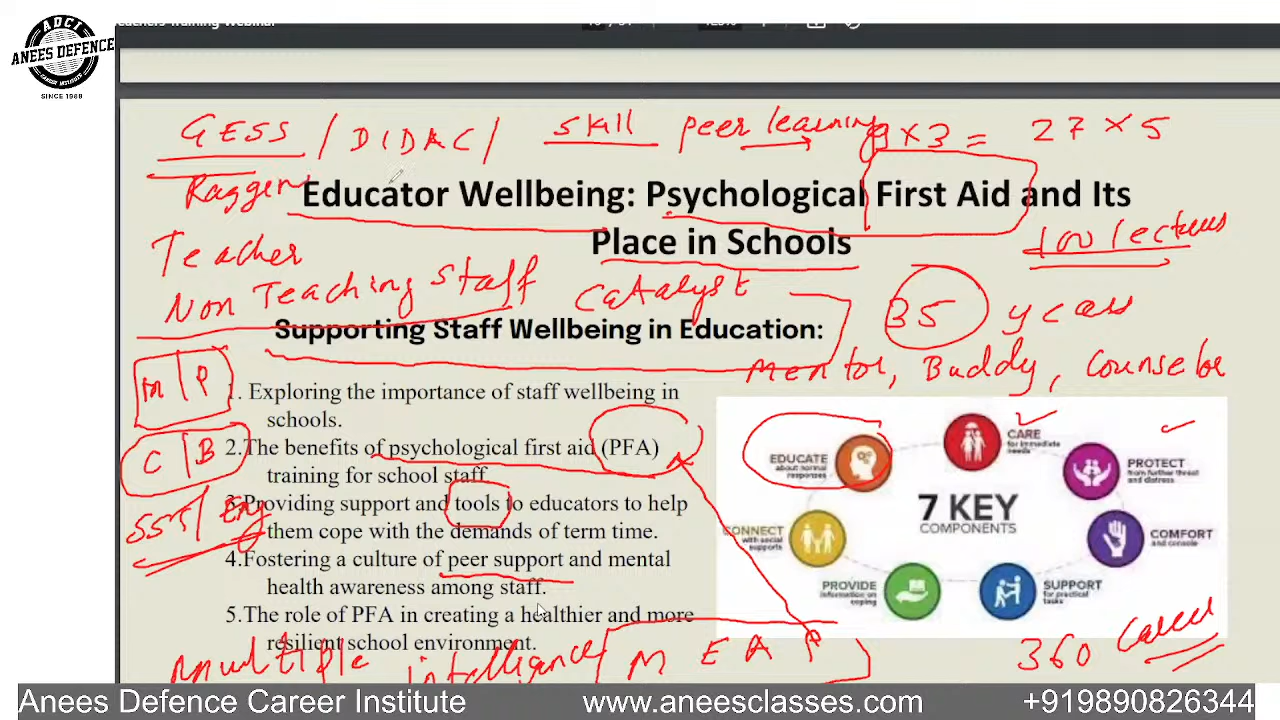 Teachers Training Webinar
ADCI
ANEES DEFENCE
CAREER INSTITUTE
SINCE 1988
GESS / DIDAC / skill peer learning 9 x 3 = 27 x 5
Educator Wellbeing: Psychological First Aid and Its
Place in Schools
100 lectures
Teacher
Non Teaching Staff Catalyst
35 years
Supporting Staff Wellbeing in Education:
Mentor, Buddy, Counselor
M P
C B
1. Exploring the importance of staff wellbeing in
schools.
2.The benefits of psychological first aid (PFA)
training for school staff
3.Providing support and tools to educators to help
then cope with the demands of term time.
4.Fostering a culture of peer support and mental
health awareness among staff.
5.The role of PFA in creating a healthier and more
resilient school environment.
7 KEY
COMPONENTS
CARE
for immediate
needs
PROTECT
from further threat
and distress
COMFORT
and console
SUPPORT
for practical
tasks
PROVIDE
information on
coping
CONNECT
with social
supports
EDUCATE
about normal
responses
multiple intelligence M E A P
360 Career
Anees Defence Career Institute www.aneesclasses.com +919890826344